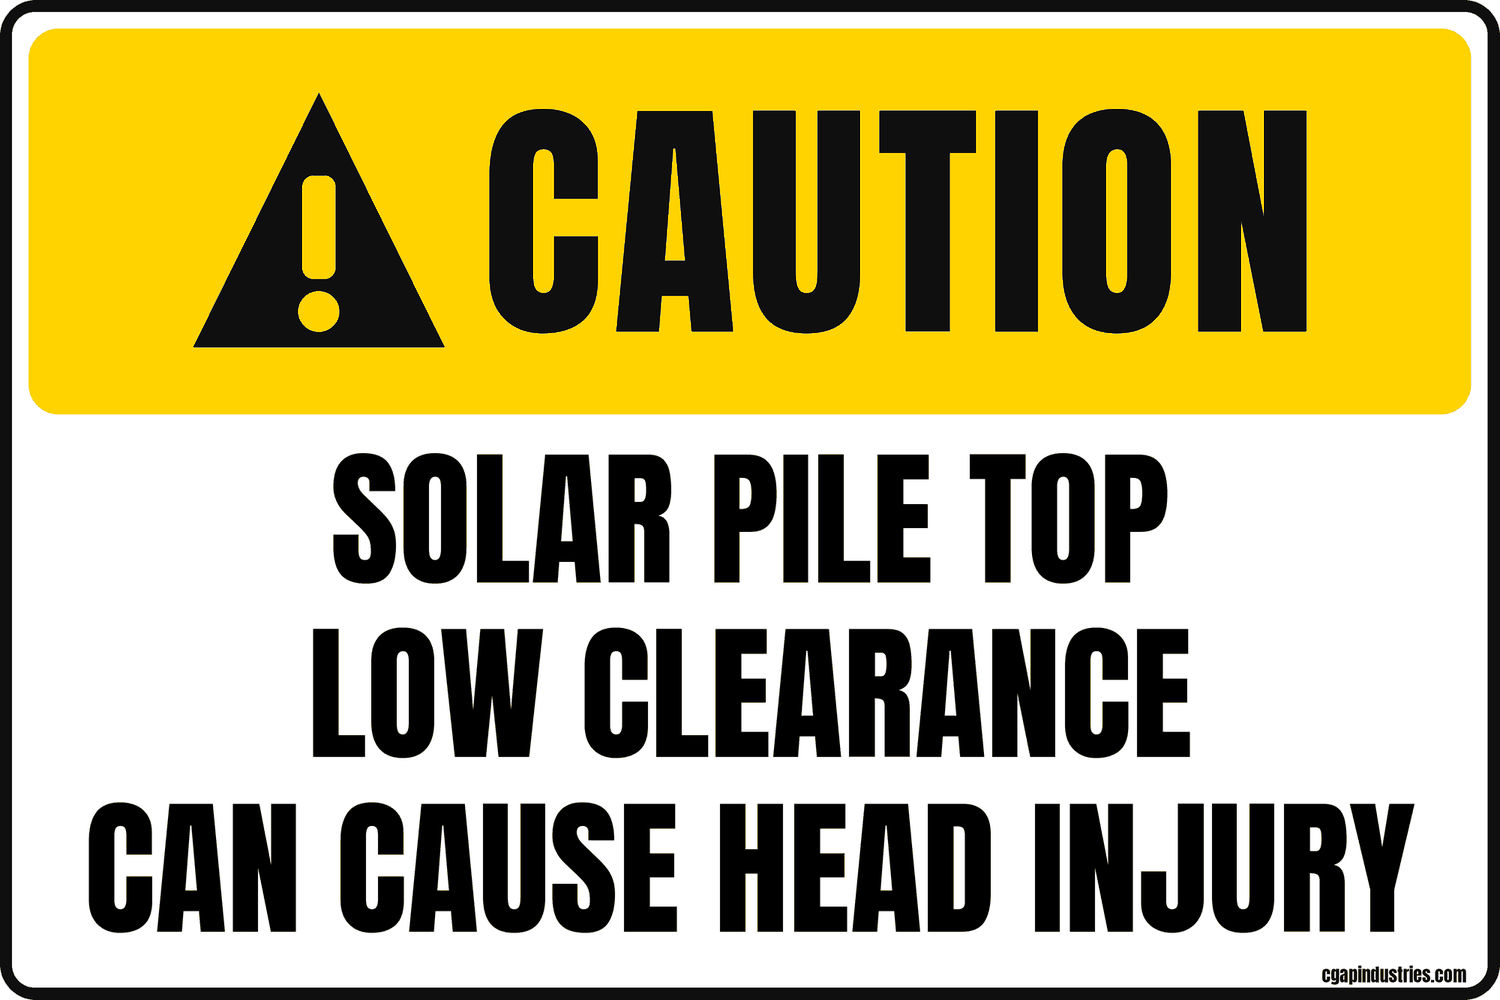 CAUTION
SOLAR PILE TOP
LOW CLEARANCE
CAN CAUSE HEAD INJURY
cgapindustries.com